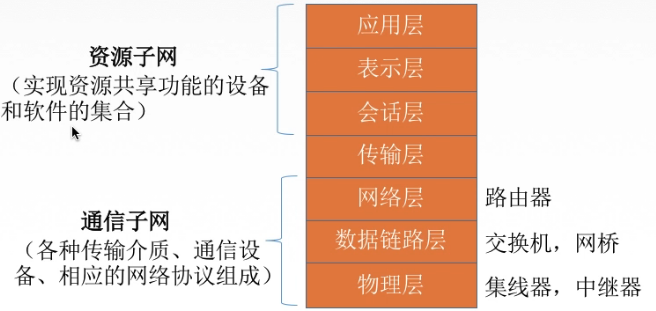 应用层
资源子网
表示层
（实现资源共享功能的设备
和软件的集合）
会话层
传输层
网络层 路由器
通信子网
数据链路层 交换机，网桥
（各种传输介质、通信设
备、相应的网络协议组成）
物理层 集线器，中继器